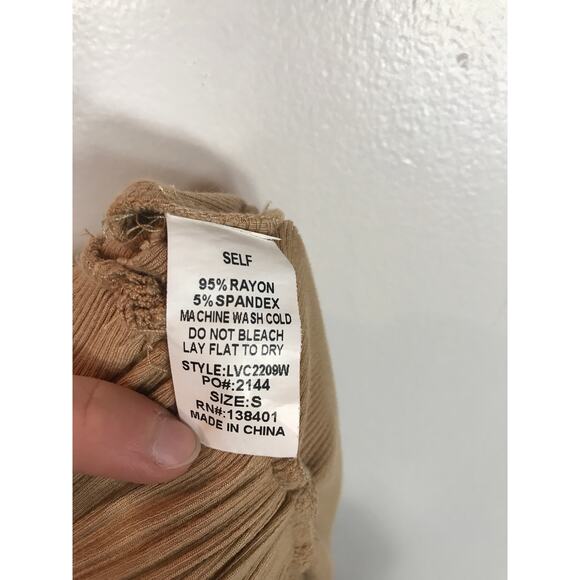 SELF
95% RAYON
5% SPANDEX
MACHINE WASH COLD
DO NOT BLEACH
LAY FLAT TO DRY
STYLE:LVC2209W
PO#:2144
SIZE:S
RN#:138401
MADE IN CHINA